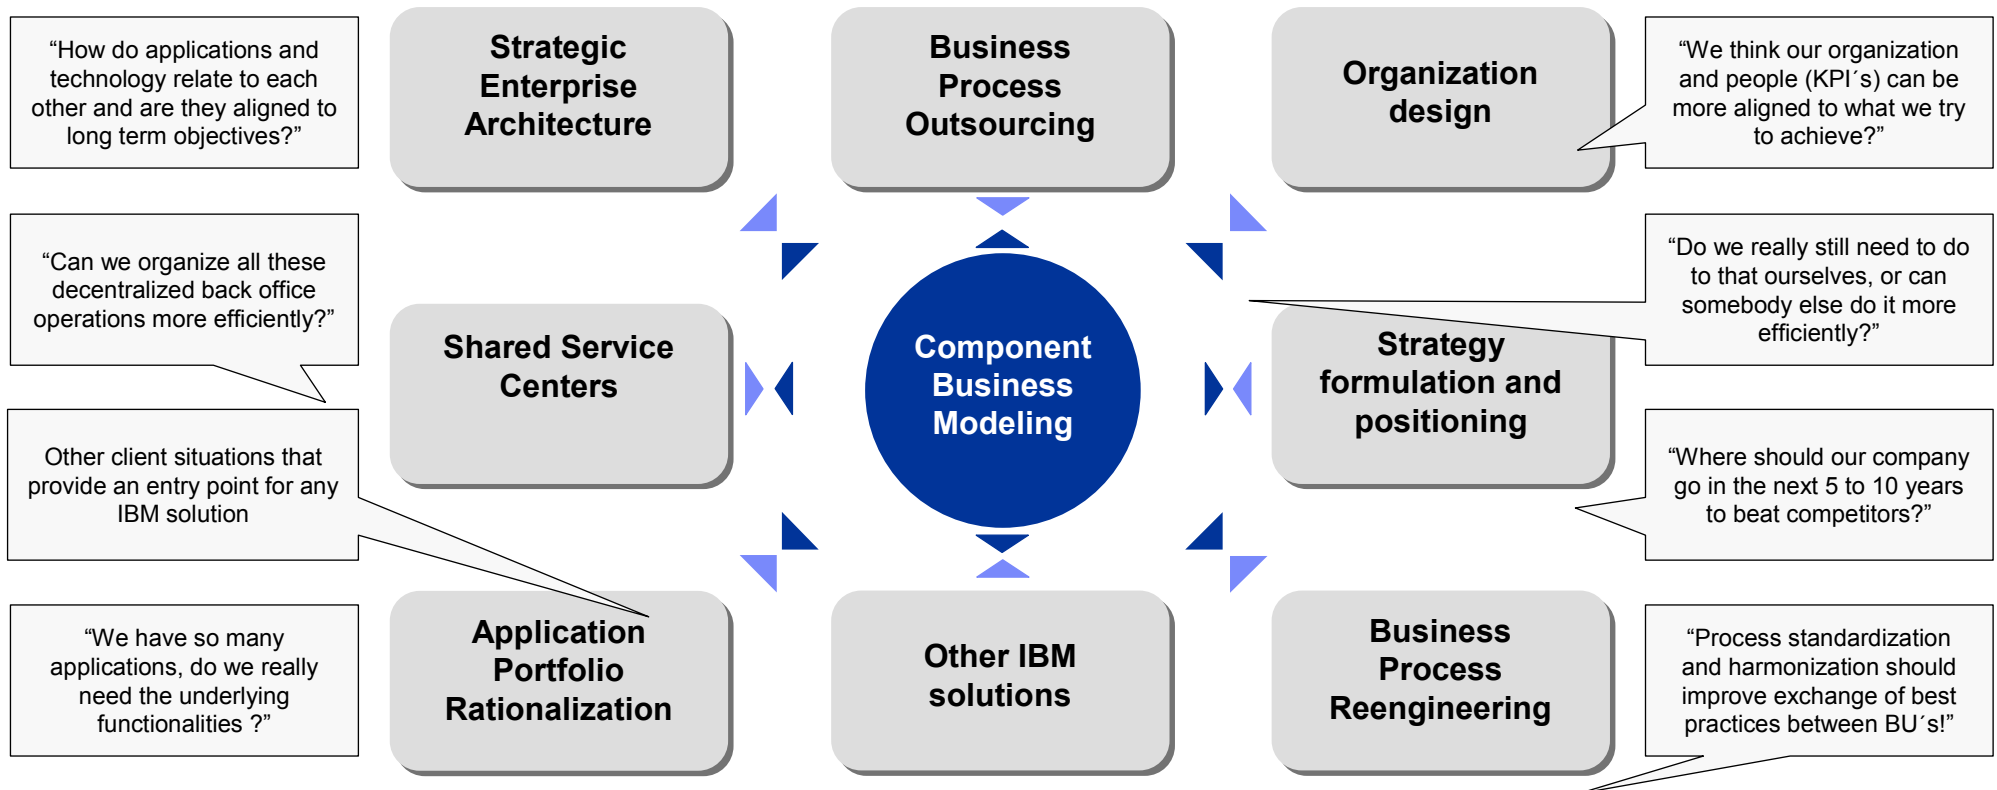 “How do applications and
technology relate to each
other and are they aligned to
long term objectives?”
Strategic
Enterprise
Architecture
Business
Process
Outsourcing
Organization
design
“We think our organization
and people (KPI´s) can be
more aligned to what we try
to achieve?”
“Can we organize all these
decentralized back office
operations more efficiently?”
Shared Service
Centers
Component
Business
Modeling
Strategy
formulation and
positioning
“Do we really still need to do
to that ourselves, or can
somebody else do it more
efficiently?”
Other client situations that
provide an entry point for any
IBM solution
“Where should our company
go in the next 5 to 10 years
to beat competitors?”
“We have so many
applications, do we really
need the underlying
functionalities ?”
Application
Portfolio
Rationalization
Other IBM
solutions
Business
Process
Reengineering
“Process standardization
and harmonization should
improve exchange of best
practices between BU´s!”